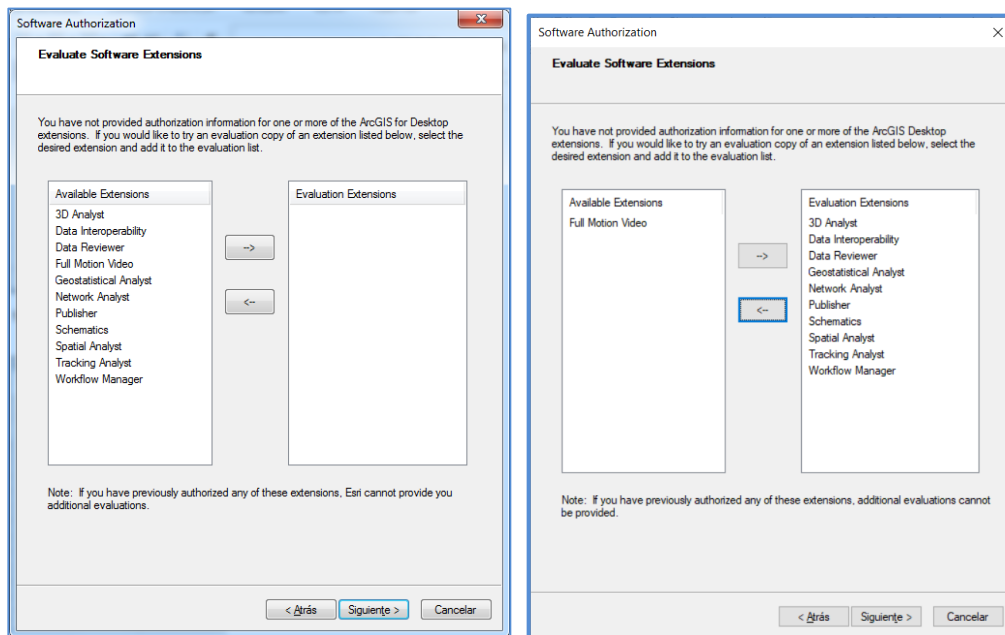 Software Authorization
x
Evaluate Software Extensions
You have not provided authorization information for one or more of the ArcGIS for Desktop
extensions. If you would like to try an evaluation copy of an extension listed below, select the
desired extension and add it to the evaluation list.
Available Extensions
3D Analyst
Data Interoperability
Data Reviewer
Full Motion Video
Geostatistical Analyst
Network Analyst
Publisher
Schematics
Spatial Analyst
Tracking Analyst
Workflow Manager
-->
<--
Evaluation Extensions
Note: If you have previously authorized any of these extensions, Esri cannot provide you
additional evaluations.
< Atrás
Siguiente >
Cancelar
Software Authorization
Evaluate Software Extensions
You have not provided authorization information for one or more of the ArcGIS Desktop
extensions. If you would like to try an evaluation copy of an extension listed below, select the
desired extension and add it to the evaluation list.
Available Extensions
Full Motion Video
-->
<--
Evaluation Extensions
3D Analyst
Data Interoperability
Data Reviewer
Geostatistical Analyst
Network Analyst
Publisher
Schematics
Spatial Analyst
Tracking Analyst
Workflow Manager
Note: If you have previously authorized any of these extensions, additional evaluations cannot
be provided.
< Atrás
Siguiente >
Cancelar